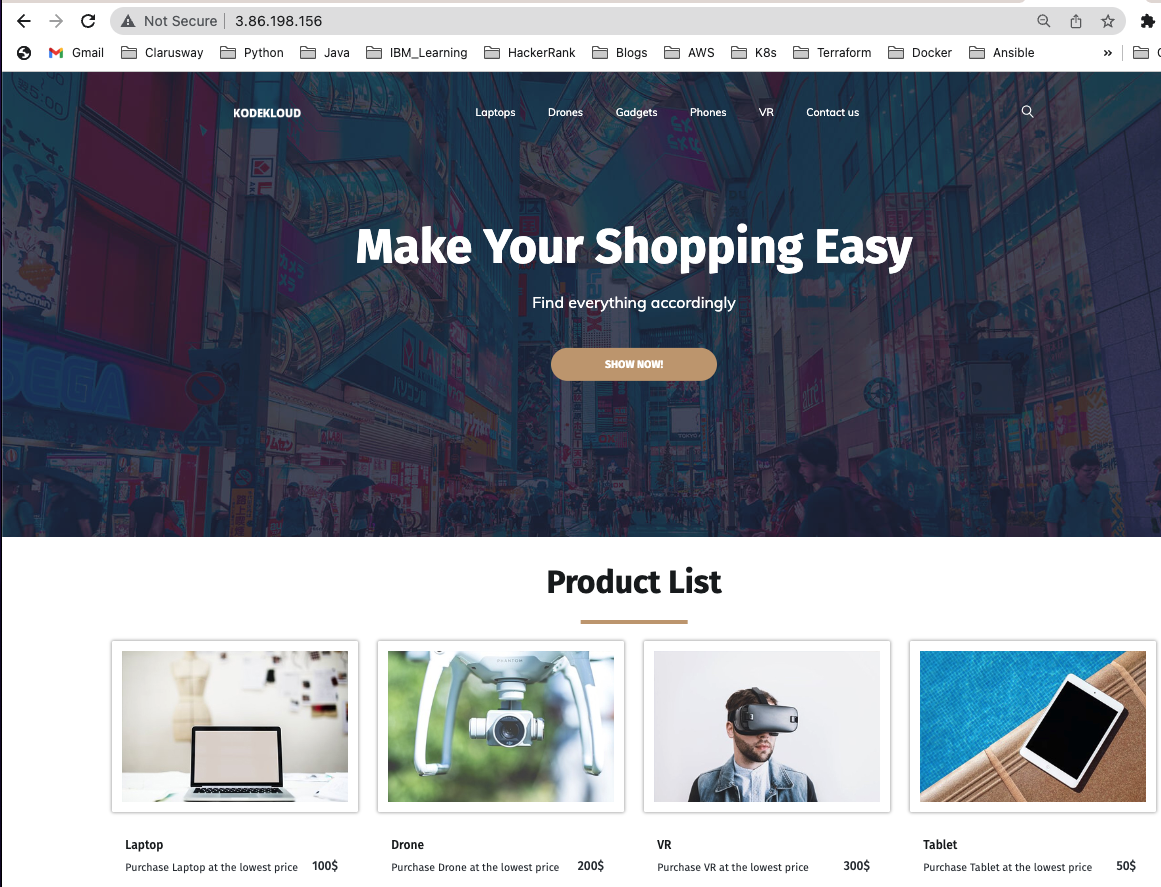 Not Secure 3.86.198.156
Gmail Clarusway Python Java IBM_Learning HackerRank Blogs AWS K8s Terraform Docker Ansible »
KODEKLOUD Laptops Drones Gadgets Phones VR Contact us
SEGA
Make Your Shopping Easy
Find everything accordingly
SHOW NOW!
Product List
PHANTOM
Laptop
Purchase Laptop at the lowest price 100$
Drone
Purchase Drone at the lowest price 200$
VR
Purchase VR at the lowest price 300$
Tablet
Purchase Tablet at the lowest price 50$